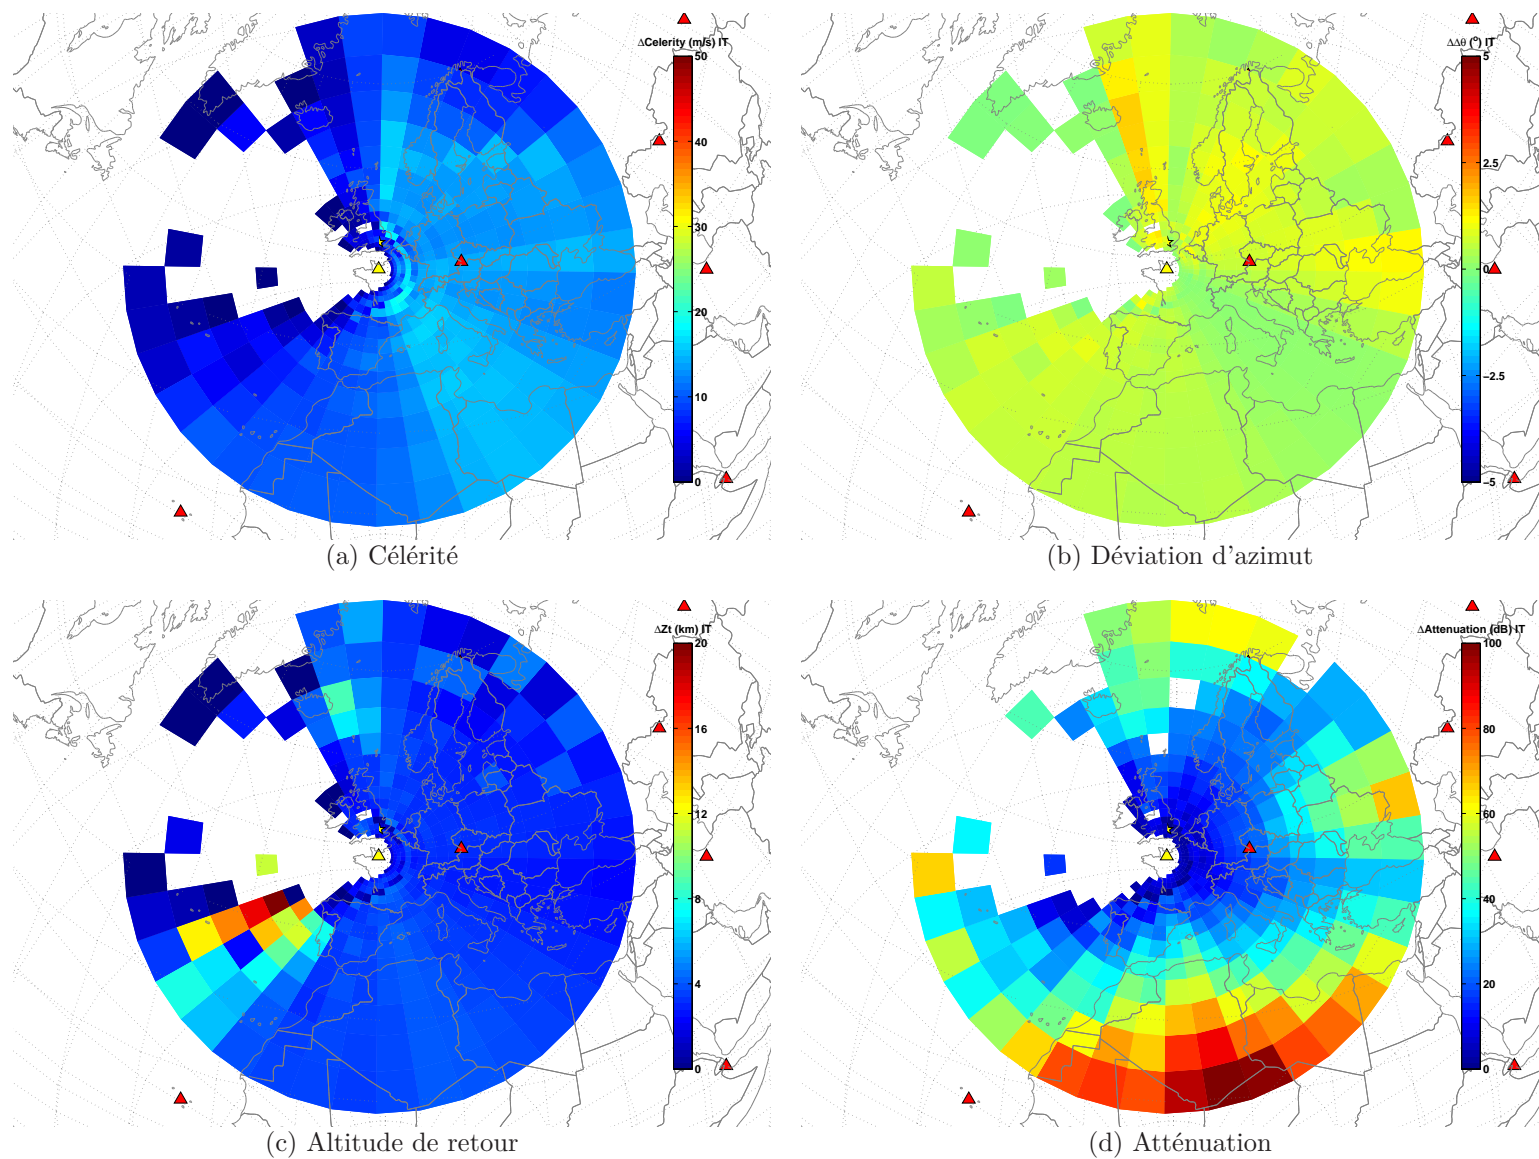 ΔCelerity (m/s) IT
50
40
30
20
10
0
(a) Célérité
ΔΔθ (°) IT
5
2.5
0
−2.5
−5
(b) Déviation d'azimut
ΔZt (km) IT
20
16
12
8
4
0
(c) Altitude de retour
ΔAttenuation (dB) IT
100
80
60
40
20
0
(d) Atténuation